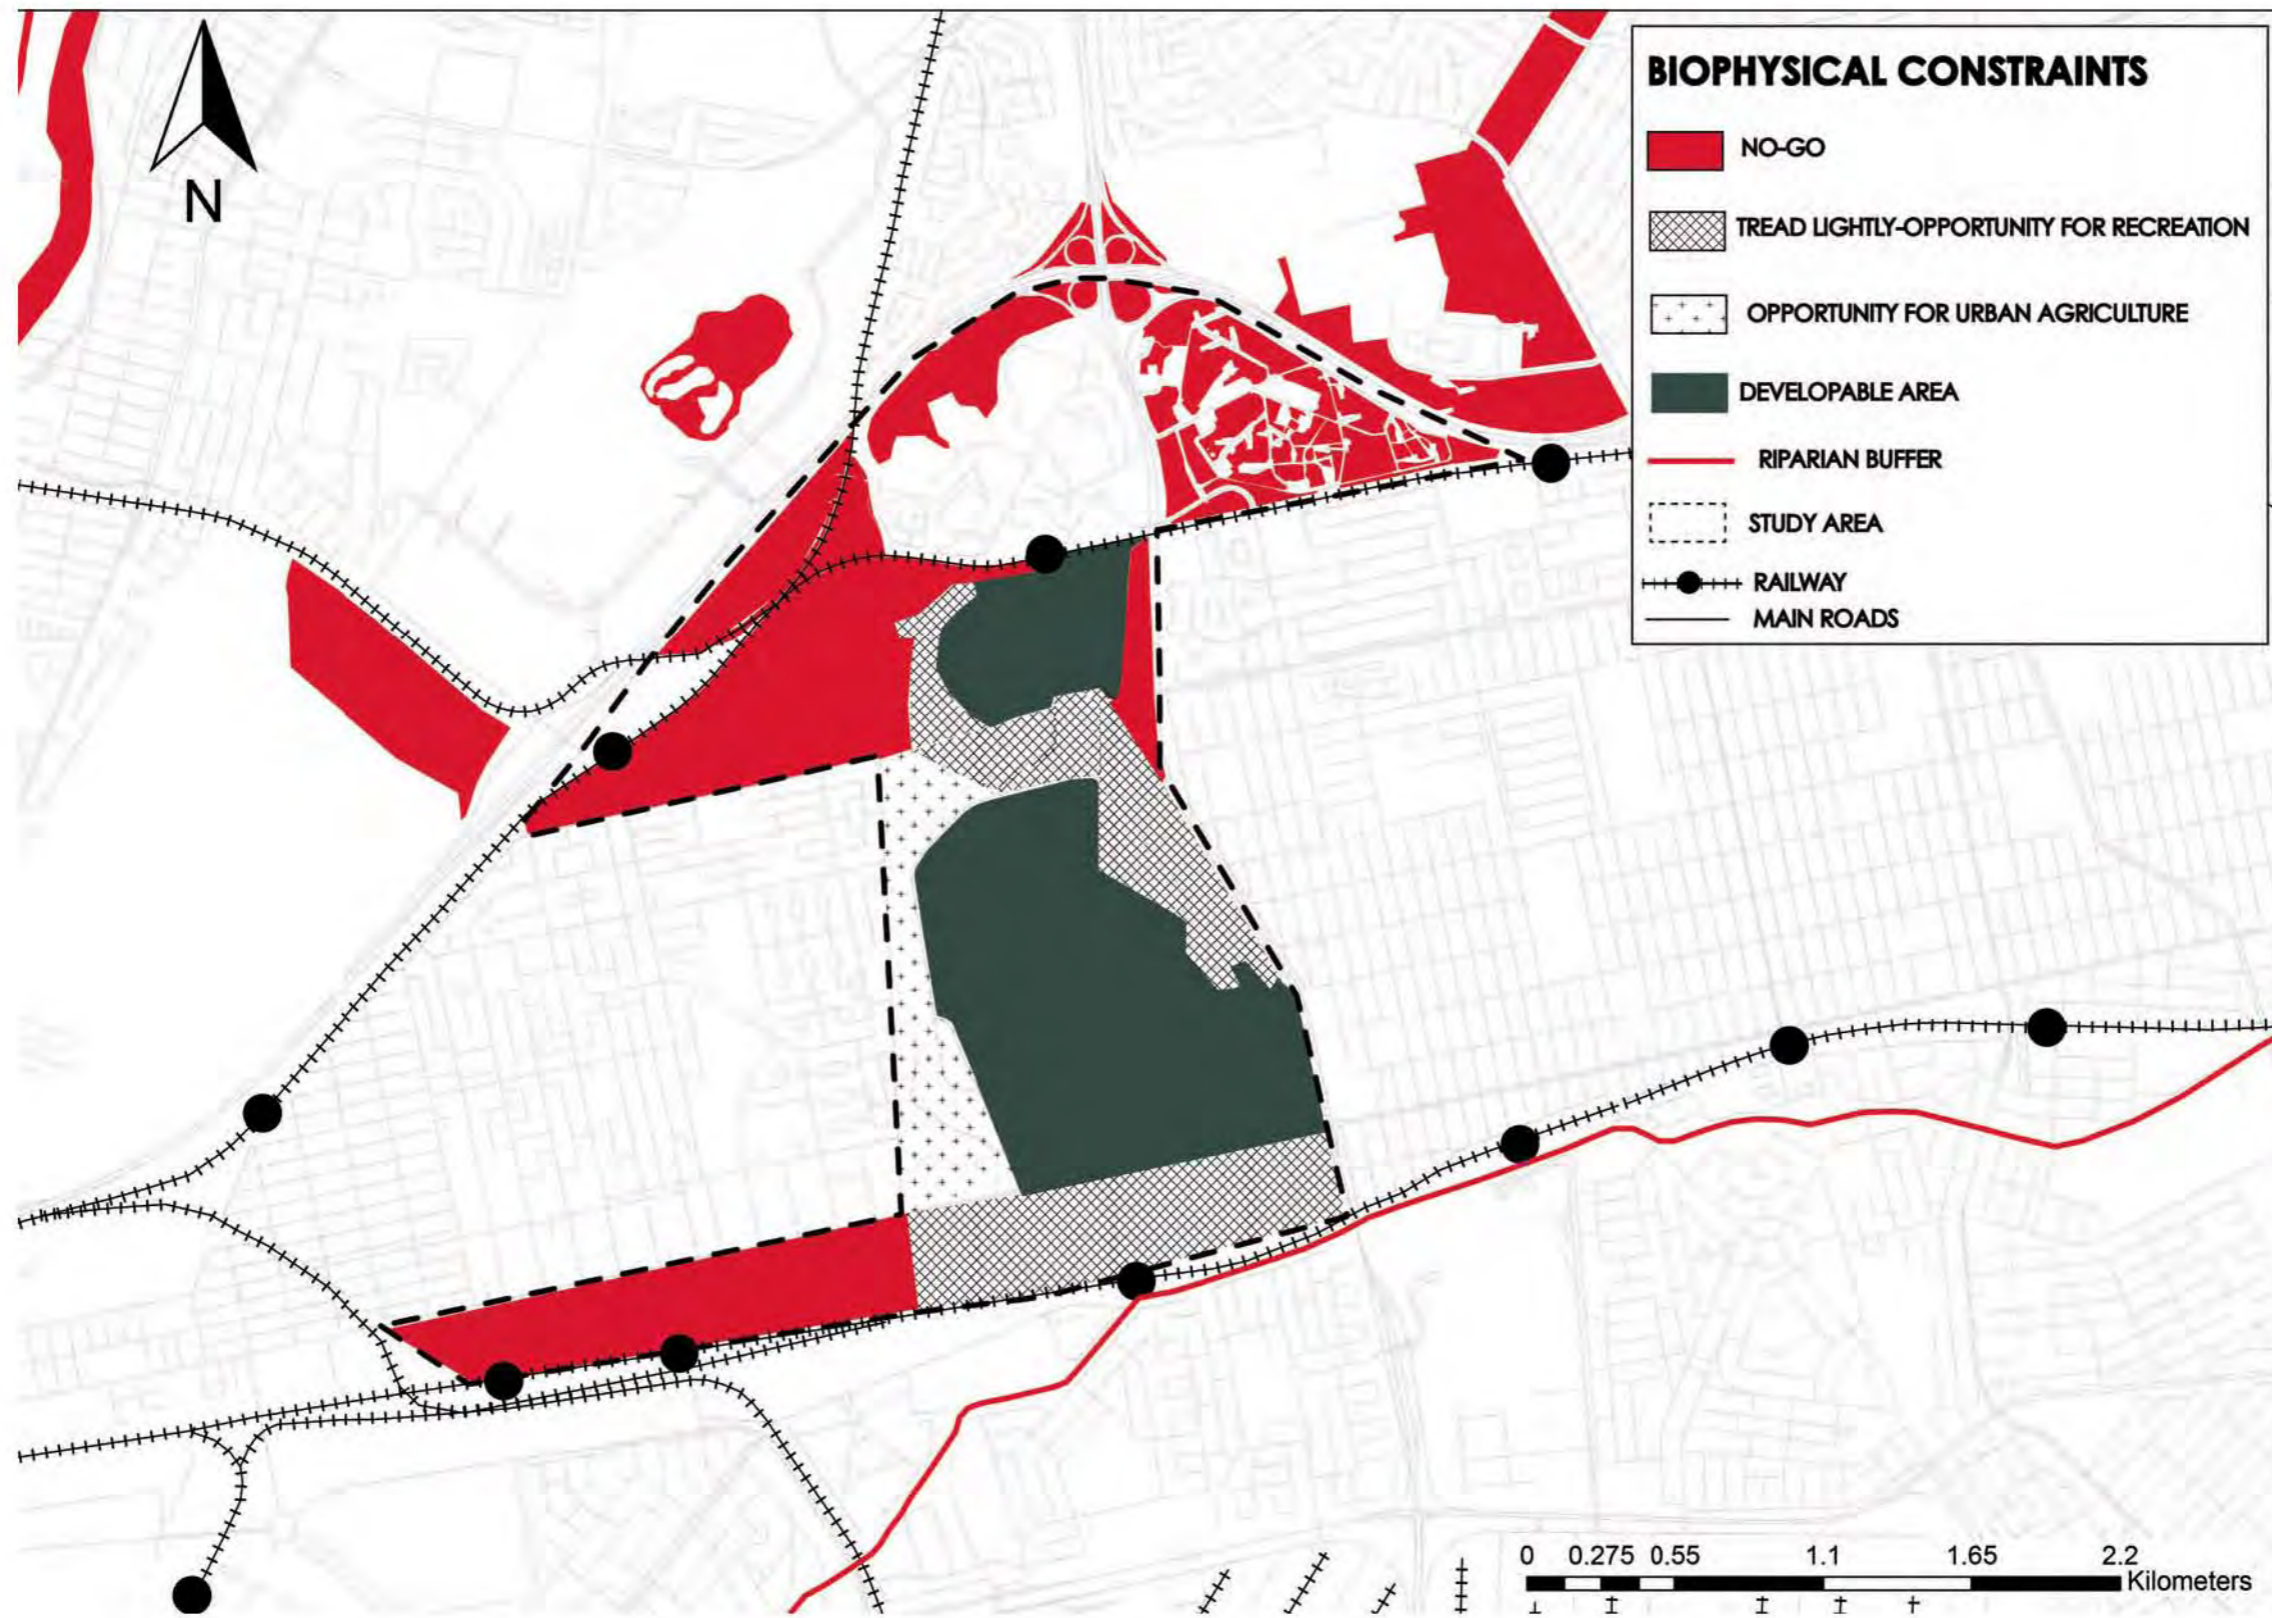 N
BIOPHYSICAL CONSTRAINTS
NO-GO
TREAD LIGHTLY-OPPORTUNITY FOR RECREATION
OPPORTUNITY FOR URBAN AGRICULTURE
DEVELOPABLE AREA
RIPARIAN BUFFER
STUDY AREA
RAILWAY
MAIN ROADS
0 0.275 0.55 1.1 1.65 2.2
Kilometers